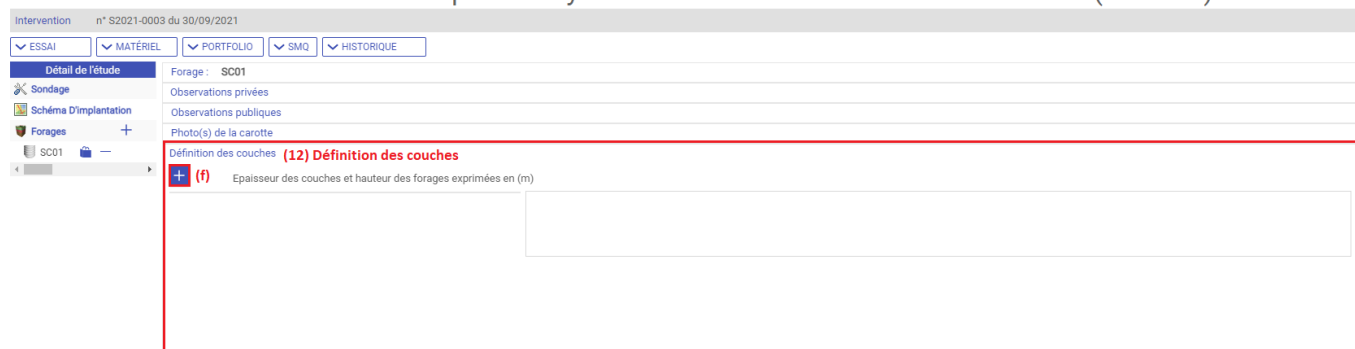 Intervention n° S2021-0003 du 30/09/2021
ESSAI MATÉRIEL PORTFOLIO SMQ HISTORIQUE
Détail de l'étude
Sondage
Schéma D'implantation
Forages +
SC01 —
Forage : SC01
Observations privées
Observations publiques
Photo(s) de la carotte
Définition des couches (12) Définition des couches
+ (f) Epaisseur des couches et hauteur des forages exprimées en (m)